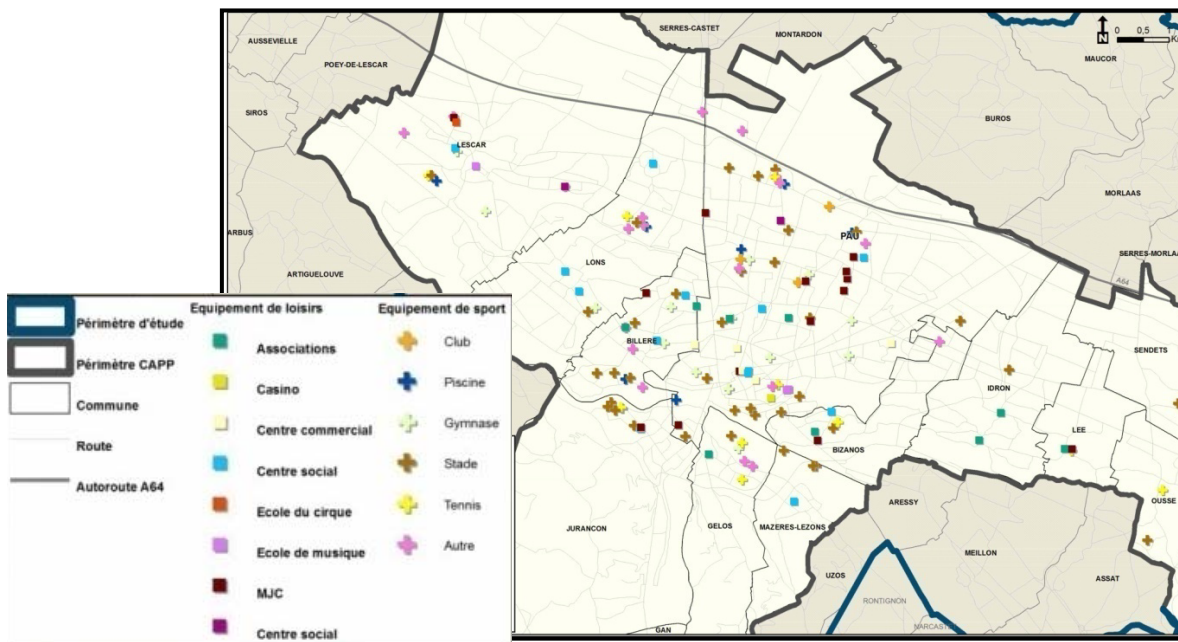 SERRES-CASTET
MONTARDON
N 0 0,5 1
AUSSEVIELLE
MAUCOR
POEY-DE-LESCAR
SIROS
BUROS
LESCAR
MORLAAS
ARBUS
PAU
SERRES-MORLAA
LONS
ARTIGUELOUVE
A64
BILLERE
SENDETS
IDRON
LEE
BIZANOS
OUSSE
ARESSY
JURANCON
GELOS
MAZERES-LEZONS
MEILLON
UZOS
ASSAT
RONTIGNON
NARCAST
GAN
Périmètre d'étude
Périmètre CAPP
Commune
Route
Autoroute A64
Equipement de loisirs
Associations
Casino
Centre commercial
Centre social
Ecole du cirque
Ecole de musique
MJC
Centre social
Equipement de sport
Club
Piscine
Gymnase
Stade
Tennis
Autre